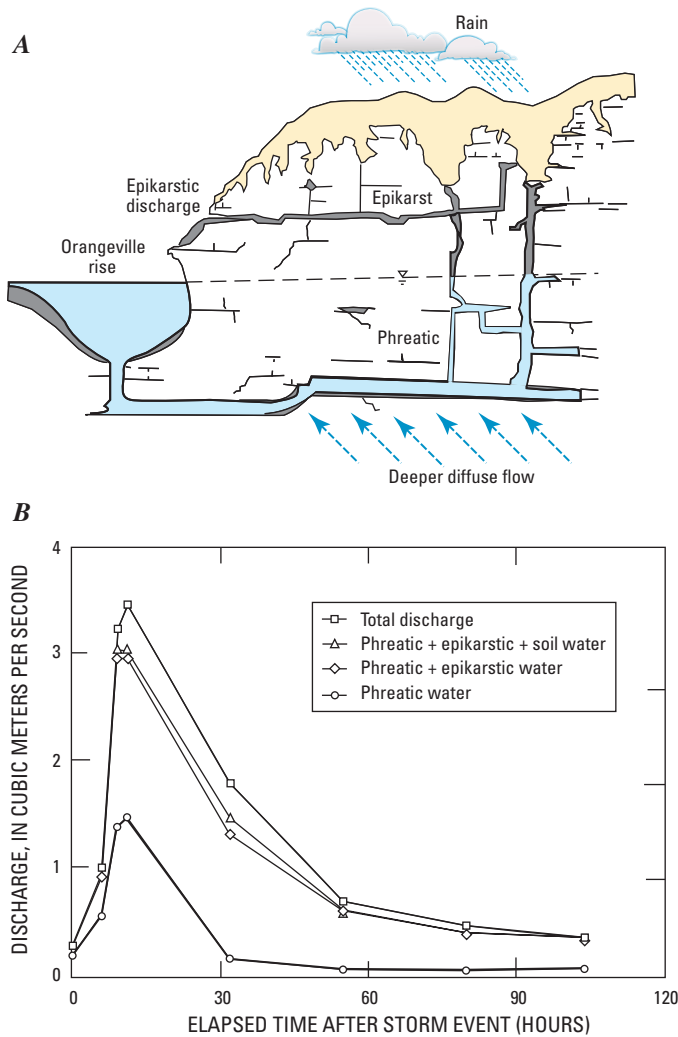 A
Rain
Epikarstic
discharge
Epikarst
Orangeville
rise
Phreatic
Deeper diffuse flow
B
DISCHARGE, IN CUBIC METERS PER SECOND
4
3
2
1
0
Total discharge
Phreatic + epikarstic + soil water
Phreatic + epikarstic water
Phreatic water
0 30 60 90 120
ELAPSED TIME AFTER STORM EVENT (HOURS)